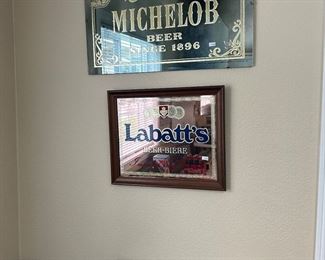 MICHELOB
BEER
SINCE 1896
Labatt's
BEER·BIERE